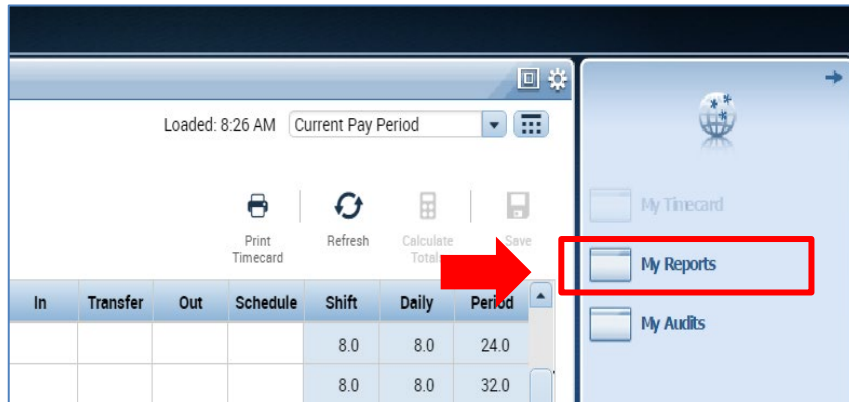 Loaded: 8:26 AM Current Pay Period
Print Timecard
Refresh
Calculate Totals
Save
In Transfer Out Schedule Shift Daily Period
8.0 8.0 24.0
8.0 8.0 32.0
My Timecard
My Reports
My Audits